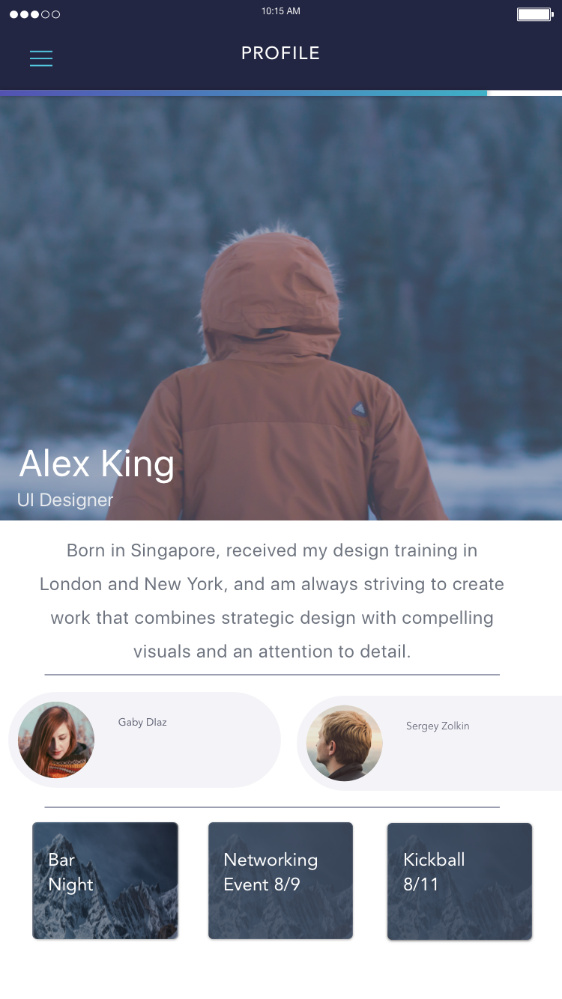 10:15 AM
PROFILE
Alex King
UI Designer
Born in Singapore, received my design training in
London and New York, and am always striving to create
work that combines strategic design with compelling
visuals and an attention to detail.
Gaby DIaz
Sergey Zolkin
Bar
Night
Networking
Event 8/9
Kickball
8/11